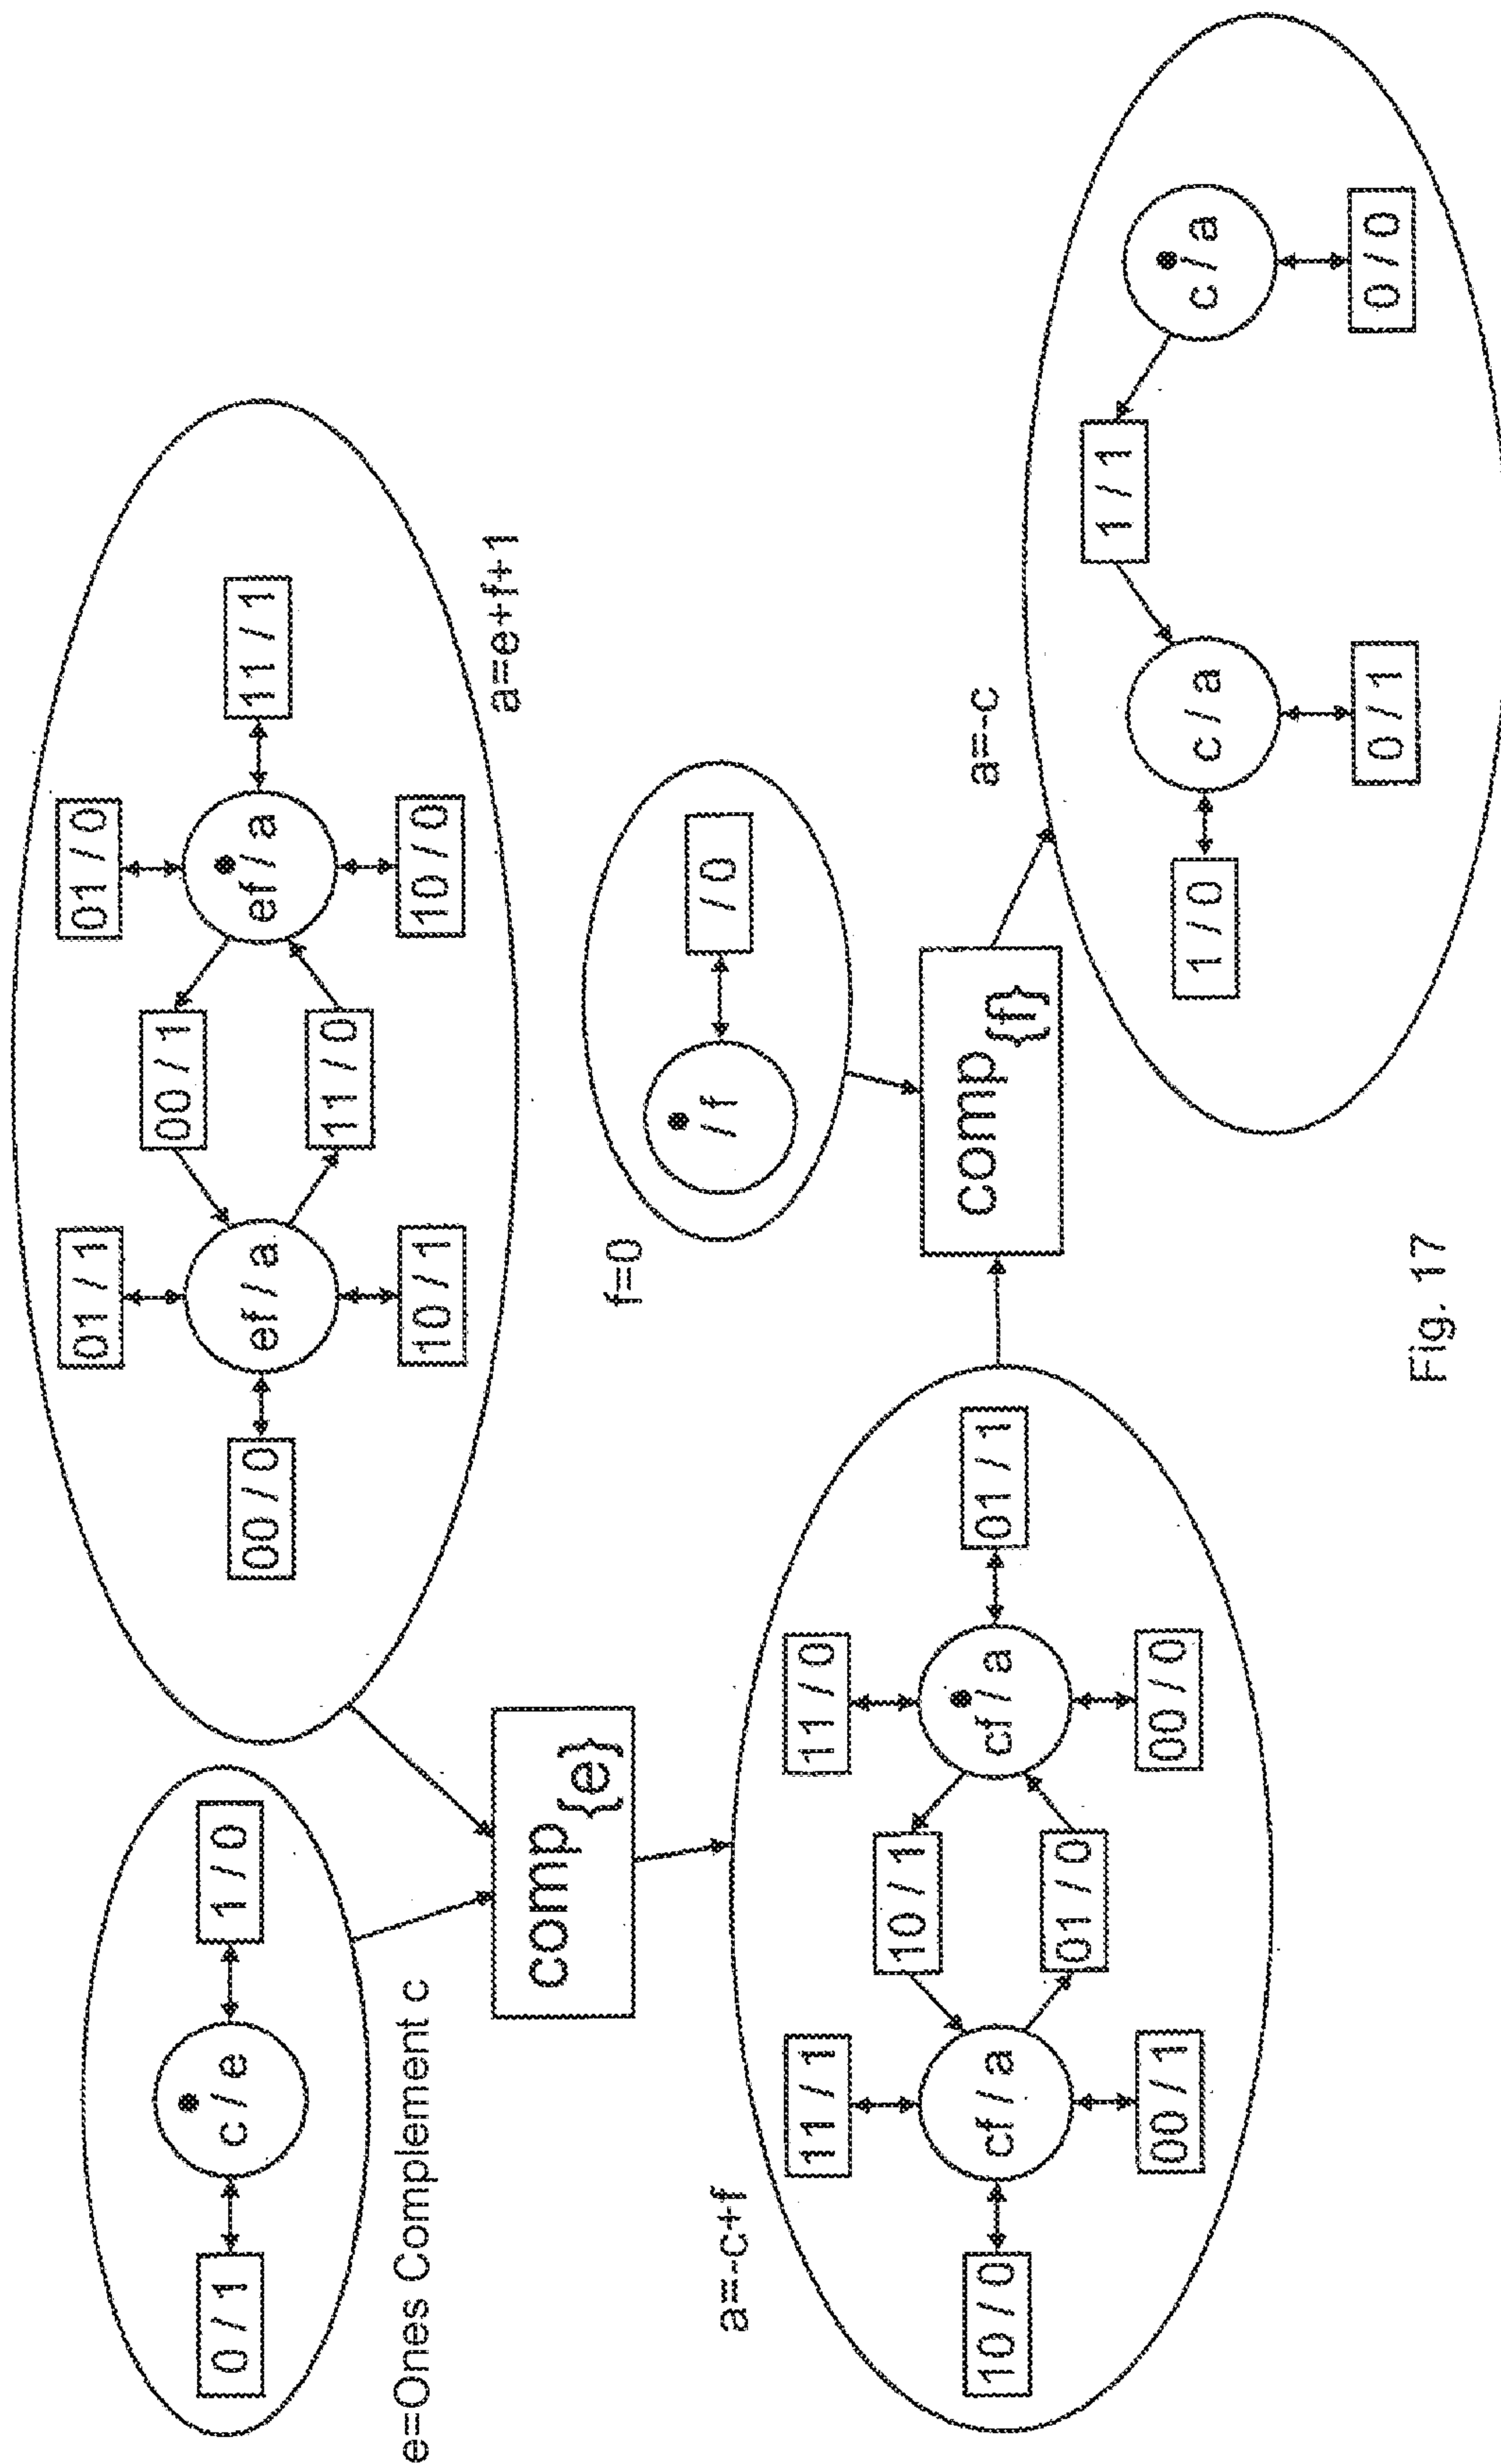 0 / 1
c / e
1 / 0
e=Ones Complement c
01 / 1
01 / 0
00 / 1
00 / 0
ef / a
ef / a
11 / 1
11 / 0
10 / 1
10 / 0
a=e+f+1
comp{e}
f=0
/ f
/ 0
a=-c+f
11 / 1
11 / 0
10 / 1
10 / 0
cf / a
cf / a
01 / 1
01 / 0
00 / 1
00 / 0
comp{f}
a=-c
1 / 1
1 / 0
c / a
c / a
0 / 1
0 / 0
Fig. 17